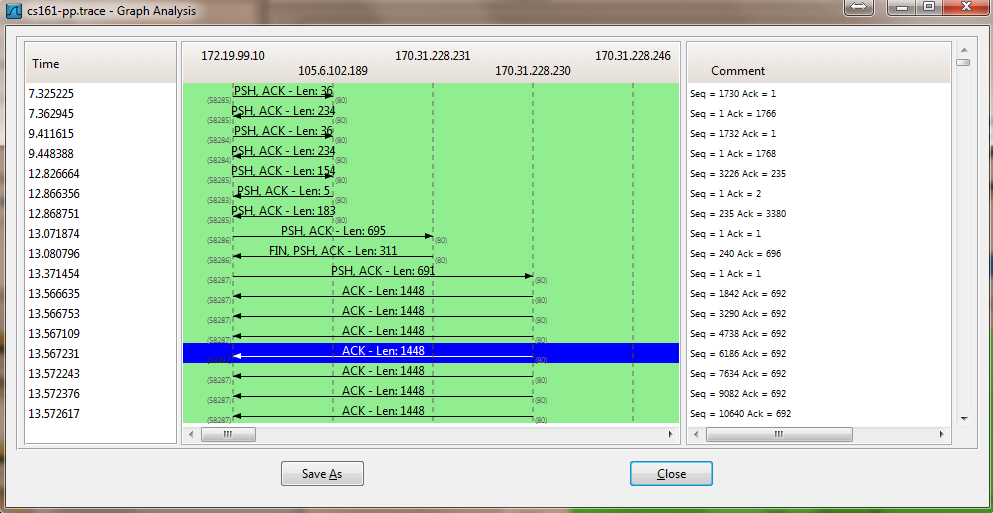 cs161-pp.trace - Graph Analysis
Time
172.19.99.10 170.31.228.231 170.31.228.246
105.6.102.189 170.31.228.230
Comment
7.325225 PSH, ACK - Len: 36 Seq = 1730 Ack = 1
(58285) (80)
7.362945 PSH, ACK - Len: 234 Seq = 1 Ack = 1766
(58285) (80)
9.411615 PSH, ACK - Len: 36 Seq = 1732 Ack = 1
(58284) (80)
9.448388 PSH, ACK - Len: 234 Seq = 1 Ack = 1768
(58284) (80)
12.826664 PSH, ACK - Len: 154 Seq = 3226 Ack = 235
(58285) (80)
12.866356 PSH, ACK - Len: 5 Seq = 1 Ack = 2
(58283) (80)
12.868751 PSH, ACK - Len: 183 Seq = 235 Ack = 3380
(58285) (80)
13.071874 PSH, ACK - Len: 695 Seq = 1 Ack = 1
(58286) (80)
13.080796 FIN, PSH, ACK - Len: 311 Seq = 240 Ack = 696
(58286) (80)
13.371454 PSH, ACK - Len: 691 Seq = 1 Ack = 1
(58287) (80)
13.566635 ACK - Len: 1448 Seq = 1842 Ack = 692
(58287) (80)
13.566753 ACK - Len: 1448 Seq = 3290 Ack = 692
(58287) (80)
13.567109 ACK - Len: 1448 Seq = 4738 Ack = 692
(58287) (80)
13.567231 ACK - Len: 1448 Seq = 6186 Ack = 692
(80)
13.572243 ACK - Len: 1448 Seq = 7634 Ack = 692
(58287) (80)
13.572376 ACK - Len: 1448 Seq = 9082 Ack = 692
(58287) (80)
13.572617 ACK - Len: 1448 Seq = 10640 Ack = 692
(58287) (80)
Save As Close